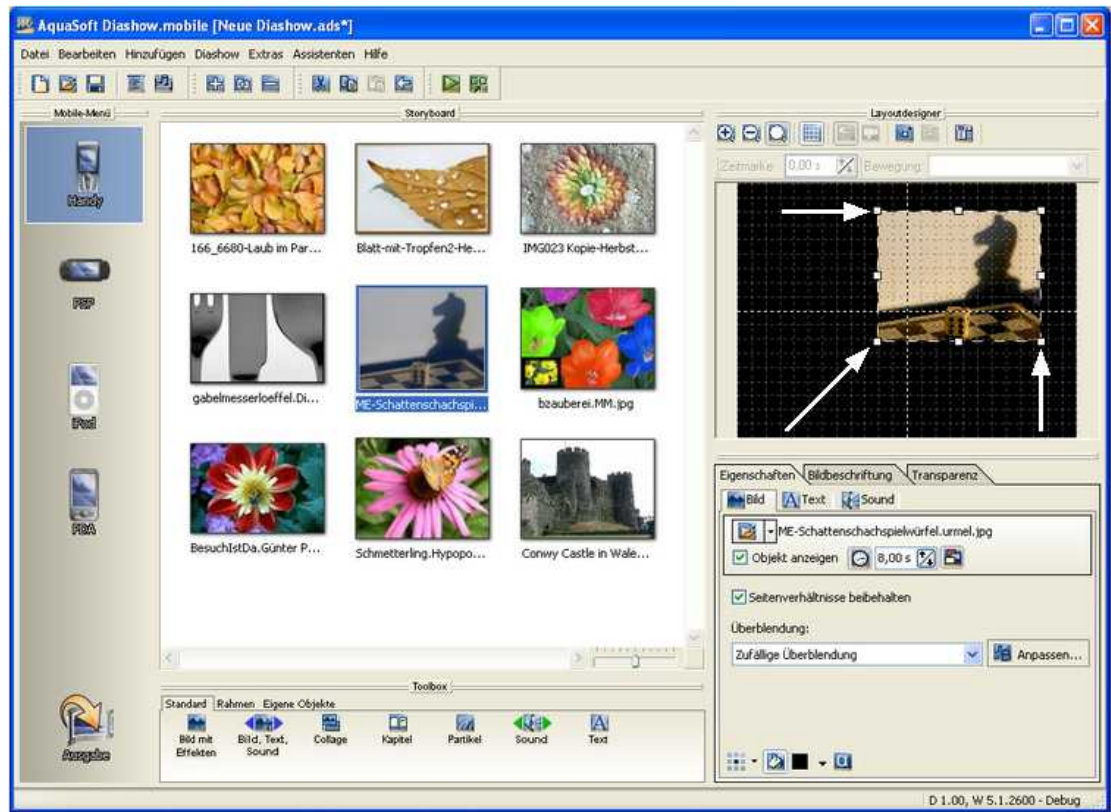 AquaSoft Diashow.mobile [Neue Diashow.ads*]
Datei Bearbeiten Hinzufügen Diashow Extras Assistenten Hilfe
Mobile-Menü
Storyboard
Layoutdesigner
Zeitmarke: 0,00 s Bewegung:
Handy
PSP
iPod
PDA
Ausgabe
166_6680-Laub im Par...
Blatt-mit-Tropfen2-He...
IMG023 Kopie-Herbst...
gabelmesserloeffel.Di...
ME-Schattenschachspi...
bzauberei.MM.jpg
BesuchIstDa.Günter P...
Schmetterling.Hypopo...
Conwy Castle in Wale...
Toolbox
Standard Rahmen Eigene Objekte
Bild mit Effekten
Bild, Text, Sound
Collage
Kapitel
Partikel
Sound
Text
Eigenschaften Bildbeschriftung Transparenz
Bild Text Sound
ME-Schattenschachspielwürfel.urmel.jpg
Objekt anzeigen 8,00 s
Seitenverhältnisse beibehalten
Überblendung:
Zufällige Überblendung Anpassen...
D 1.00, W 5.1.2600 - Debug